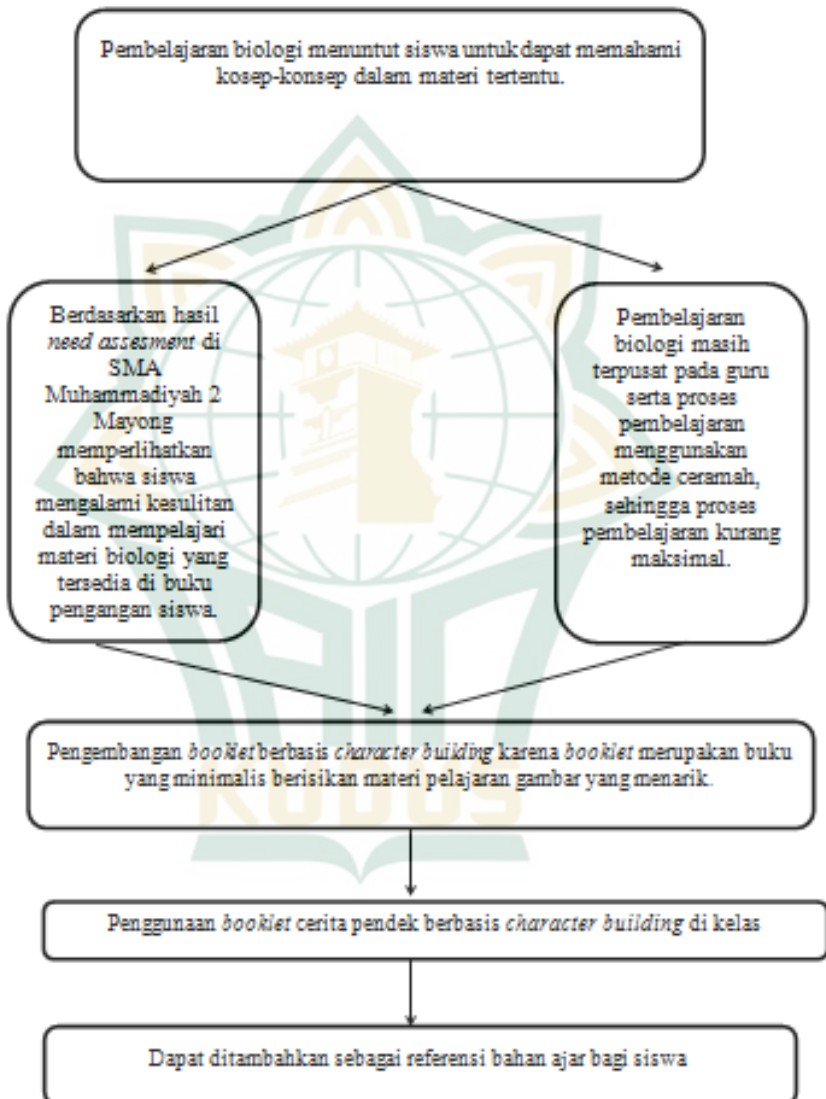 Pembelajaran biologi menuntut siswa untuk dapat memahami
kosep-konsep dalam materi tertentu.
Berdasarkan hasil
need assesment di
SMA
Muhammadiyah 2
Mayong
memperlihatkan
bahwa siswa
mengalami kesulitan
dalam mempelajari
materi biologi yang
tersedia di buku
pengangan siswa.
Pembelajaran
biologi masih
terpusat pada guru
serta proses
pembelajaran
menggunakan
metode ceramah,
sehingga proses
pembelajaran kurang
maksimal.
Pengembangan booklet berbasis character building karena booklet merupakan buku
yang minimalis berisikan materi pelajaran gambar yang menarik.
KUDUS
Penggunaan booklet cerita pendek berbasis character building di kelas
Dapat ditambahkan sebagai referensi bahan ajar bagi siswa